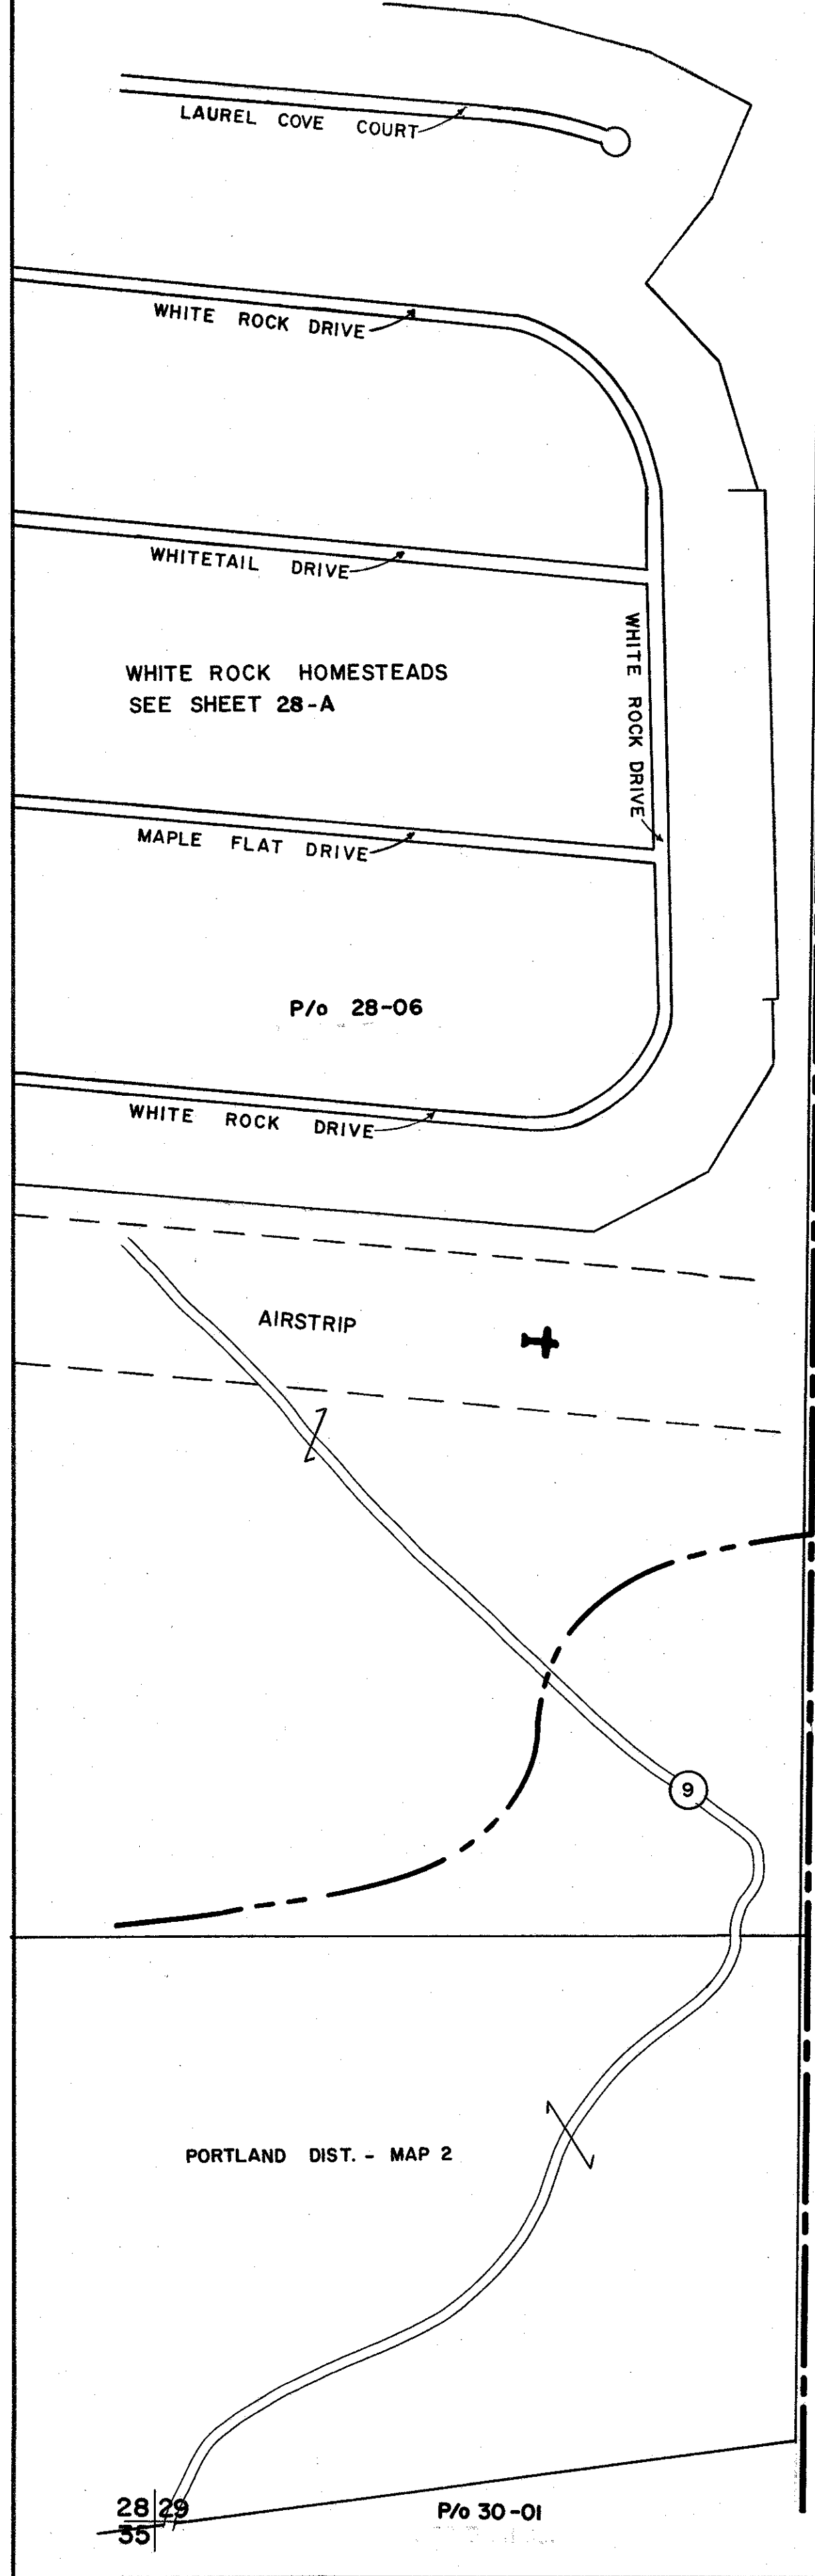 LAUREL COVE COURT
WHITE ROCK DRIVE
WHITETAIL DRIVE
WHITE ROCK DRIVE
WHITE ROCK HOMESTEADS
SEE SHEET 28-A
MAPLE FLAT DRIVE
P/o 28-06
WHITE ROCK DRIVE
AIRSTRIP
9
PORTLAND DIST. - MAP 2
28 29
35
P/o 30-01